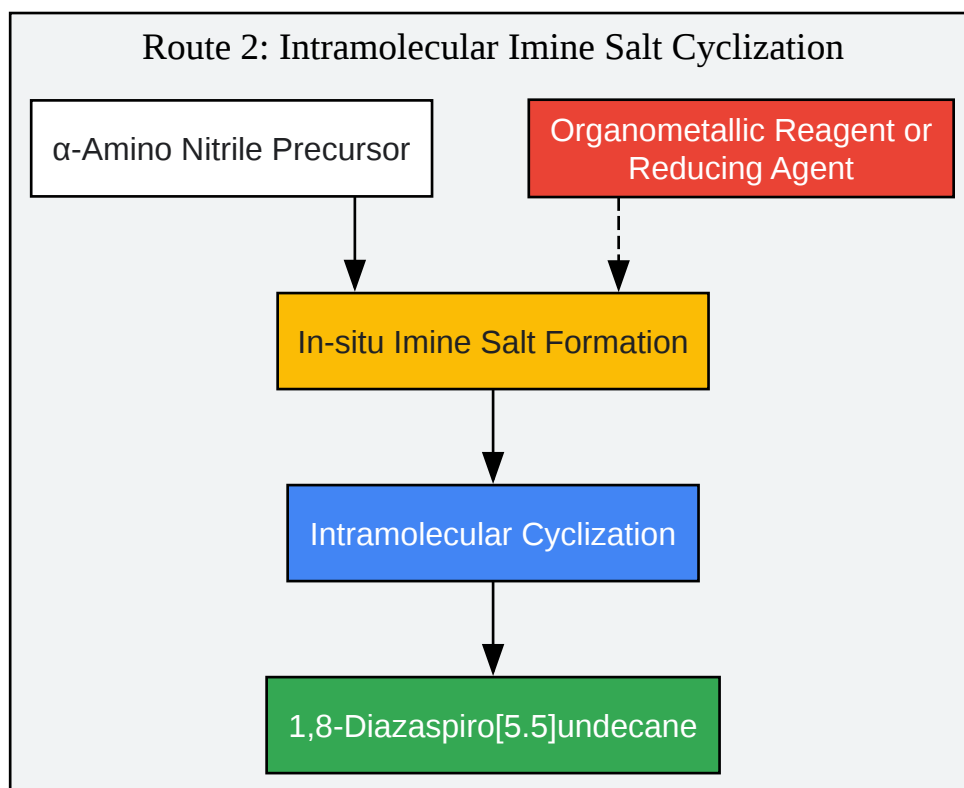 Route 2: Intramolecular Imine Salt Cyclization
α-Amino Nitrile Precursor
Organometallic Reagent or
Reducing Agent
In-situ Imine Salt Formation
Intramolecular Cyclization
1,8-Diazaspiro[5.5]undecane